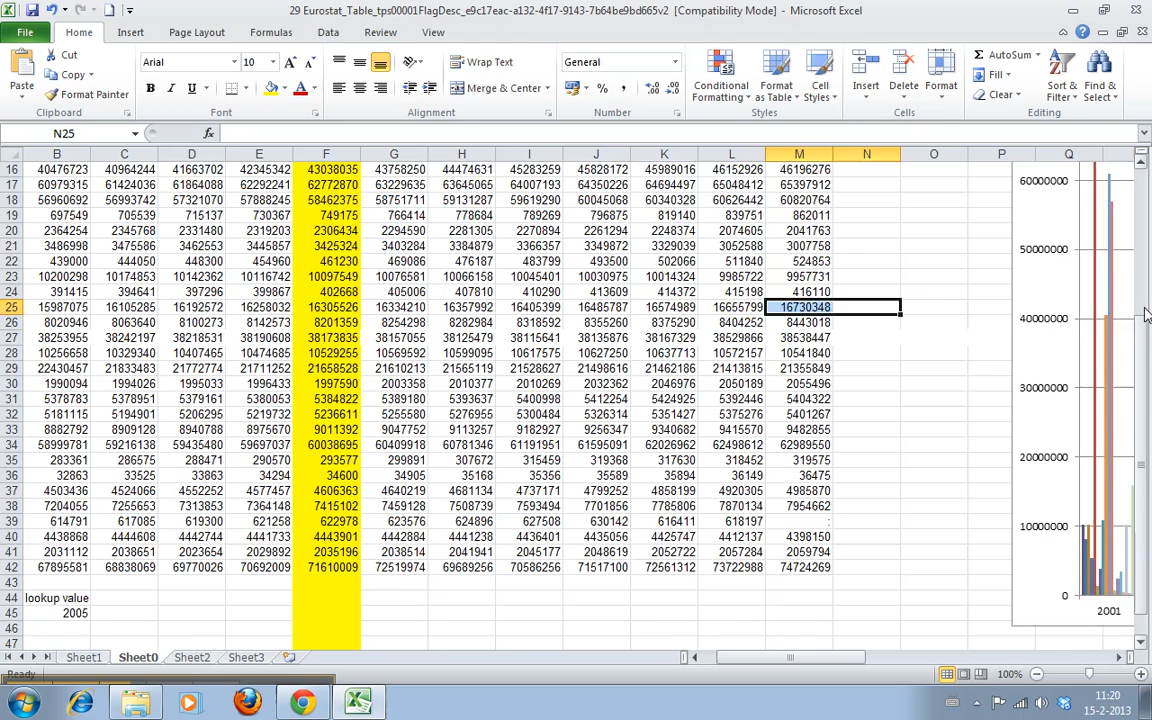 29 Eurostat_Table_tps00001FlagDesc_e9c17eac-a132-4f17-9143-7b64be9bd665v2 [Compatibility Mode] - Microsoft Excel
File Home Insert Page Layout Formulas Data Review View
Paste Cut Copy Format Painter Arial 10 Wrap Text Merge & Center General Conditional Formatting Format as Table Cell Styles Insert Delete Format AutoSum Fill Clear Sort & Filter Find & Select
Clipboard Font Alignment Number Styles Cells Editing
N25 fx
B C D E F G H I J K L M N O P Q
16 40476723 40964244 41663702 42345342 43038035 43758250 44474631 45283259 45828172 45989016 46152926 46196276
17 60979315 61424036 61864088 62292241 62772870 63229635 63645065 64007193 64350226 64694497 65048412 65397912
18 56960692 56993742 57321070 57888245 58462375 58751711 59131287 59619290 60045068 60340328 60626442 60820764
19 697549 705539 715137 730367 749175 766414 778684 789269 796875 819140 839751 862011
20 2364254 2345768 2331480 2319203 2306434 2294590 2281305 2270894 2261294 2248374 2074605 2041763
21 3486998 3475586 3462553 3445857 3425324 3403284 3384879 3366357 3349872 3329039 3052588 3007758
22 439000 444050 448300 454960 461230 469086 476187 483799 493500 502066 511840 524853
23 10200298 10174853 10142362 10116742 10097549 10076581 10066158 10045401 10030975 10014324 9985722 9957731
24 391415 394641 397296 399867 402668 405006 407810 410290 413609 414372 415198 416110
25 15987075 16105285 16192572 16258032 16305526 16334210 16357992 16405399 16485787 16574989 16655799 16730348
26 8020946 8063640 8100273 8142573 8201359 8254298 8282984 8318592 8355260 8375290 8404252 8443018
27 38253955 38242197 38218531 38190608 38173835 38157055 38125479 38115641 38135876 38167329 38529866 38538447
28 10256658 10329340 10407465 10474685 10529255 10569592 10599095 10617575 10627250 10637713 10572157 10541840
29 22430457 21833483 21772774 21711252 21658528 21610213 21565119 21528627 21498616 21462186 21413815 21355849
30 1990094 1994026 1995033 1996433 1997590 2003358 2010377 2010269 2032362 2046976 2050189 2055496
31 5378783 5378951 5379161 5380053 5384822 5389180 5393637 5400998 5412254 5424925 5392446 5404322
32 5181115 5194901 5206295 5219732 5236611 5255580 5276955 5300484 5326314 5351427 5375276 5401267
33 8882792 8909128 8940788 8975670 9011392 9047752 9113257 9182927 9256347 9340682 9415570 9482855
34 58999781 59216138 59435480 59697037 60038695 60409918 60781346 61191951 61595091 62026962 62498612 62989550
35 283361 286575 288471 290570 293577 299891 307672 315459 319368 317630 318452 319575
36 32863 33525 33863 34294 34600 34905 35168 35356 35589 35894 36149 36475
37 4503436 4524066 4552252 4577457 4606363 4640219 4681134 4737171 4799252 4858199 4920305 4985870
38 7204055 7255653 7313853 7364148 7415102 7459128 7508739 7593494 7701856 7785806 7870134 7954662
39 614791 617085 619300 621258 622978 623576 624896 627508 630142 616411 618197 :
40 4438868 4444608 4442744 4441733 4443901 4442884 4441238 4436401 4435056 4425747 4412137 4398150
41 2031112 2038651 2023654 2029892 2035196 2038514 2041941 2045177 2048619 2052722 2057284 2059794
42 67895581 68838069 69770026 70692009 71610009 72519974 69689256 70586256 71517100 72561312 73722988 74724269
43
44 lookup value
45 2005
46
47
60000000
50000000
40000000
30000000
20000000
10000000
0
2001
Sheet1 Sheet0 Sheet2 Sheet3
Ready 100%
11:20
15-2-2013